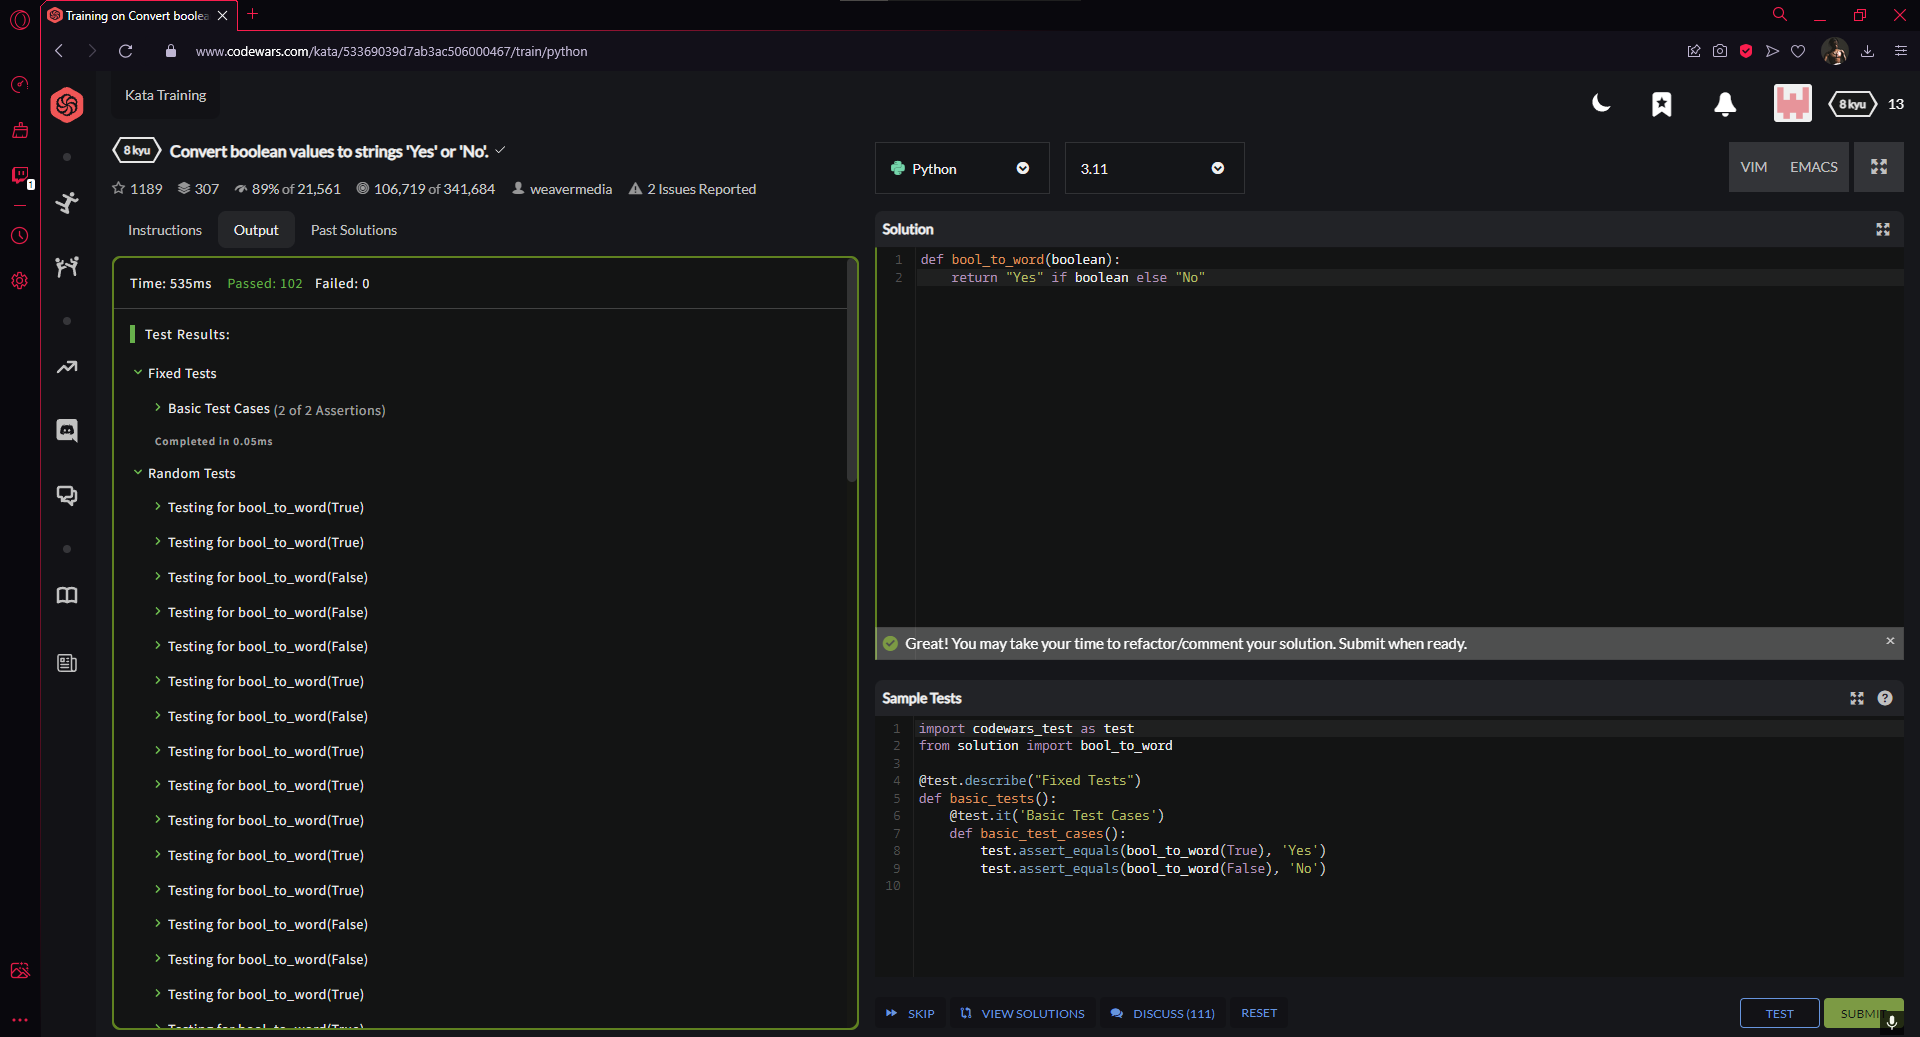 Training on Convert boolea
www.codewars.com/kata/53369039d7ab3ac506000467/train/python
1
Kata Training
8 kyu
13
8 kyu
Convert boolean values to strings 'Yes' or 'No'.
1189
307
89% of 21,561
106,719 of 341,684
weavermedia
2 Issues Reported
Instructions
Output
Past Solutions
Time: 535ms
Passed: 102
Failed: 0
Test Results:
Fixed Tests
Basic Test Cases (2 of 2 Assertions)
Completed in 0.05ms
Random Tests
Testing for bool_to_word(True)
Testing for bool_to_word(True)
Testing for bool_to_word(False)
Testing for bool_to_word(False)
Testing for bool_to_word(False)
Testing for bool_to_word(True)
Testing for bool_to_word(False)
Testing for bool_to_word(True)
Testing for bool_to_word(True)
Testing for bool_to_word(True)
Testing for bool_to_word(True)
Testing for bool_to_word(True)
Testing for bool_to_word(False)
Testing for bool_to_word(False)
Testing for bool_to_word(True)
Testing for bool_to_word(True)
Python
3.11
VIM
EMACS
Solution
1 def bool_to_word(boolean):
2     return "Yes" if boolean else "No"
Great! You may take your time to refactor/comment your solution. Submit when ready.
Sample Tests
1 import codewars_test as test
2 from solution import bool_to_word
3
4 @test.describe("Fixed Tests")
5 def basic_tests():
6     @test.it('Basic Test Cases')
7     def basic_test_cases():
8         test.assert_equals(bool_to_word(True), 'Yes')
9         test.assert_equals(bool_to_word(False), 'No')
10
SKIP
VIEW SOLUTIONS
DISCUSS (111)
RESET
TEST
SUBMIT